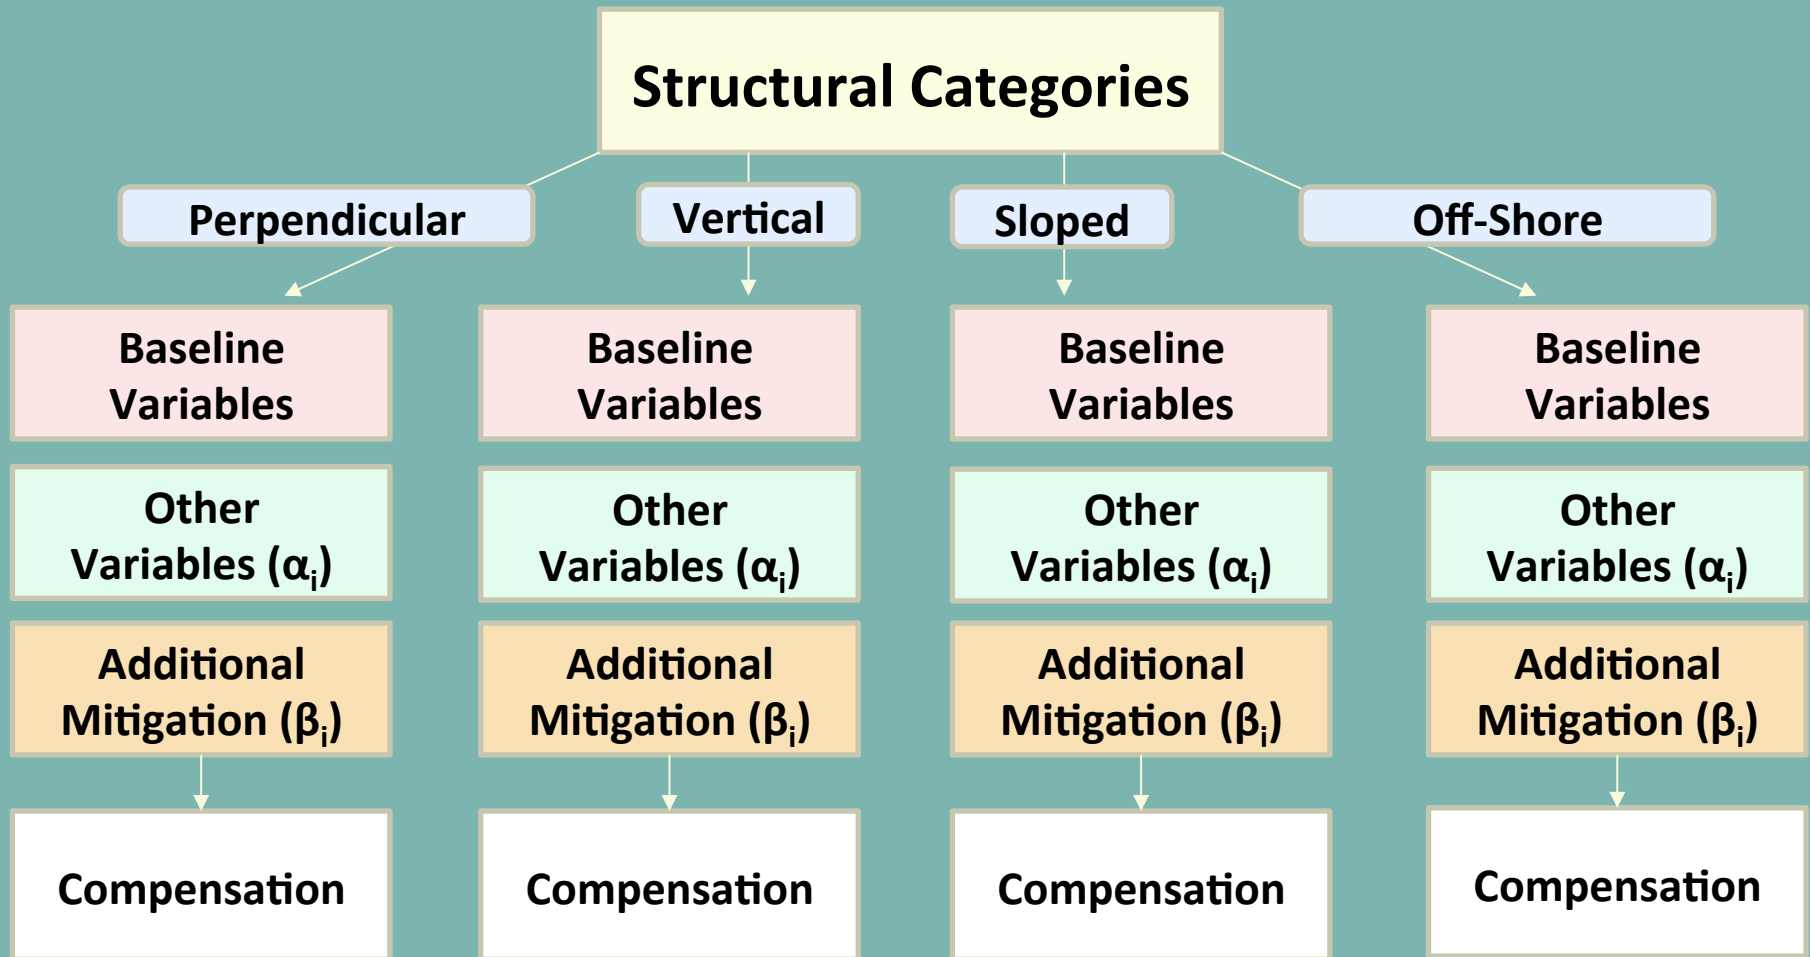 Structural Categories
Perpendicular
Vertical
Sloped
Off-Shore
Baseline
Variables
Baseline
Variables
Baseline
Variables
Baseline
Variables
Other
Variables (αᵢ)
Other
Variables (αᵢ)
Other
Variables (αᵢ)
Other
Variables (αᵢ)
Additional
Mitigation (βᵢ)
Additional
Mitigation (βᵢ)
Additional
Mitigation (βᵢ)
Additional
Mitigation (βᵢ)
Compensation
Compensation
Compensation
Compensation